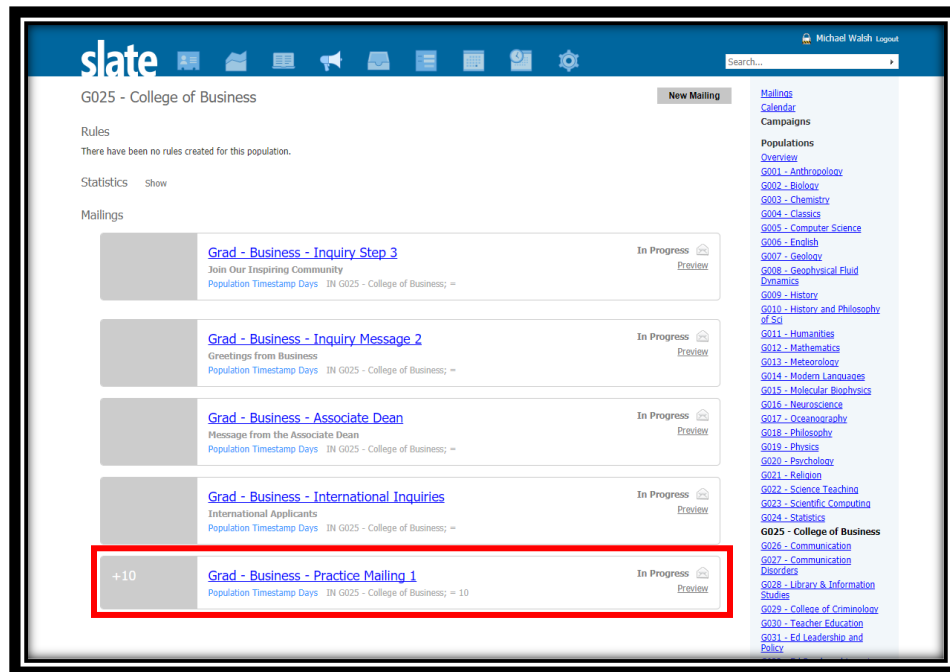 slate
Michael Walsh Logout
Search...
G025 - College of Business
New Mailing
Rules
There have been no rules created for this population.
Statistics Show
Mailings
Grad - Business - Inquiry Step 3
Join Our Inspiring Community
Population Timestamp Days IN G025 - College of Business; =
In Progress
Preview
Grad - Business - Inquiry Message 2
Greetings from Business
Population Timestamp Days IN G025 - College of Business; =
In Progress
Preview
Grad - Business - Associate Dean
Message from the Associate Dean
Population Timestamp Days IN G025 - College of Business; =
In Progress
Preview
Grad - Business - International Inquiries
International Applicants
Population Timestamp Days IN G025 - College of Business; =
In Progress
Preview
+10
Grad - Business - Practice Mailing 1
Population Timestamp Days IN G025 - College of Business; = 10
In Progress
Preview
Mailings
Calendar
Campaigns
Populations
Overview
G001 - Anthropology
G002 - Biology
G003 - Chemistry
G004 - Classics
G005 - Computer Science
G006 - English
G007 - Geology
G008 - Geophysical Fluid
Dynamics
G009 - History
G010 - History and Philosophy
of Sci
G011 - Humanities
G012 - Mathematics
G013 - Meteorology
G014 - Modern Languages
G015 - Molecular Biophysics
G016 - Neuroscience
G017 - Oceanography
G018 - Philosophy
G019 - Physics
G020 - Psychology
G021 - Religion
G022 - Science Teaching
G023 - Scientific Computing
G024 - Statistics
G025 - College of Business
G026 - Communication
G027 - Communication
Disorders
G028 - Library & Information
Studies
G029 - College of Criminology
G030 - Teacher Education
G031 - Ed Leadership and
Policy